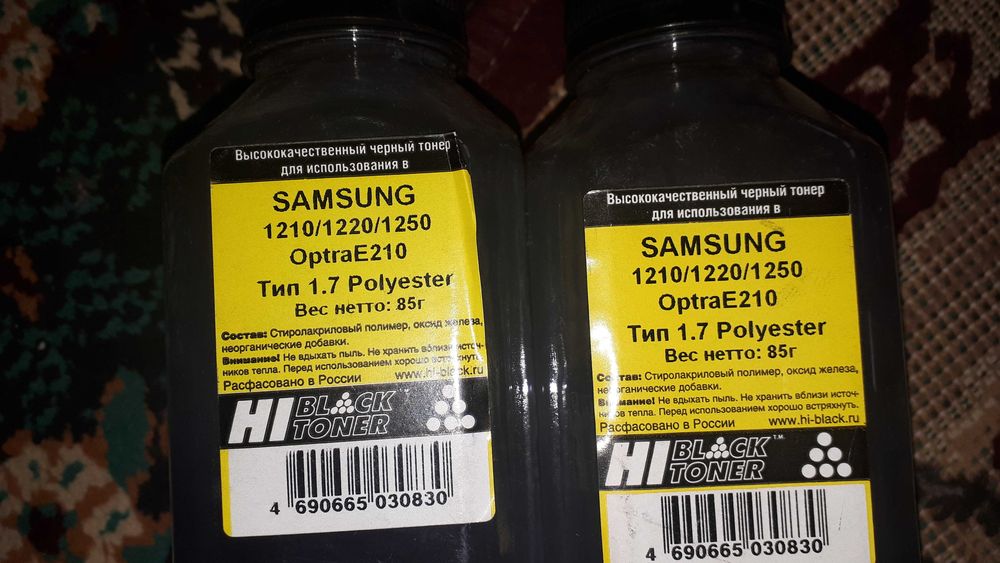 Высококачественный черный тонер
для использования в
SAMSUNG
1210/1220/1250
OptraE210
Тип 1.7 Polyester
Вес нетто: 85г
Состав: Стиролакриловый полимер, оксид железа,
неорганические добавки.
Внимание! Не вдыхать пыль. Не хранить вблизи источ-
ников тепла. Перед использованием хорошо встряхнуть.
Расфасовано в России www.hi-black.ru
HI BLACK
TONER
4 690665 030830
Высококачественный черный тонер
для использования в
SAMSUNG
1210/1220/1250
OptraE210
Тип 1.7 Polyester
Вес нетто: 85г
Состав: Стиролакриловый полимер, оксид железа,
неорганические добавки.
Внимание! Не вдыхать пыль. Не хранить вблизи источ-
ников тепла. Перед использованием хорошо встряхнуть.
Расфасовано в России www.hi-black.ru
HI BLACK T.M.
TONER
4 690665 030830